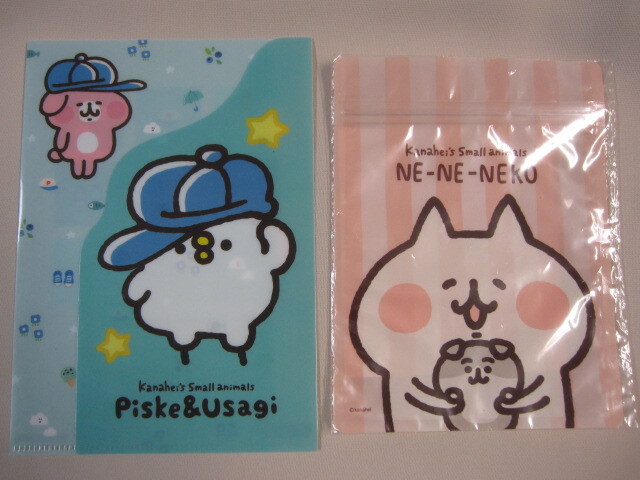 Kanahei's Small animals
Piske&Usagi
Kanahei's Small animals
NE-NE-NEKO